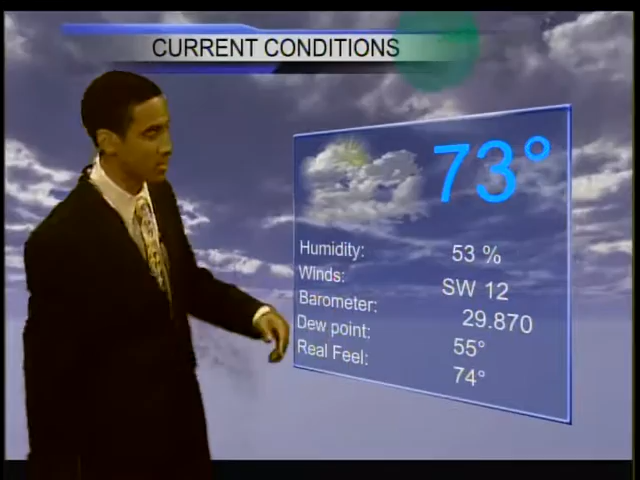 CURRENT CONDITIONS
73°
Humidity: 53 %
Winds: SW 12
Barometer: 29.870
Dew point: 55°
Real Feel: 74°